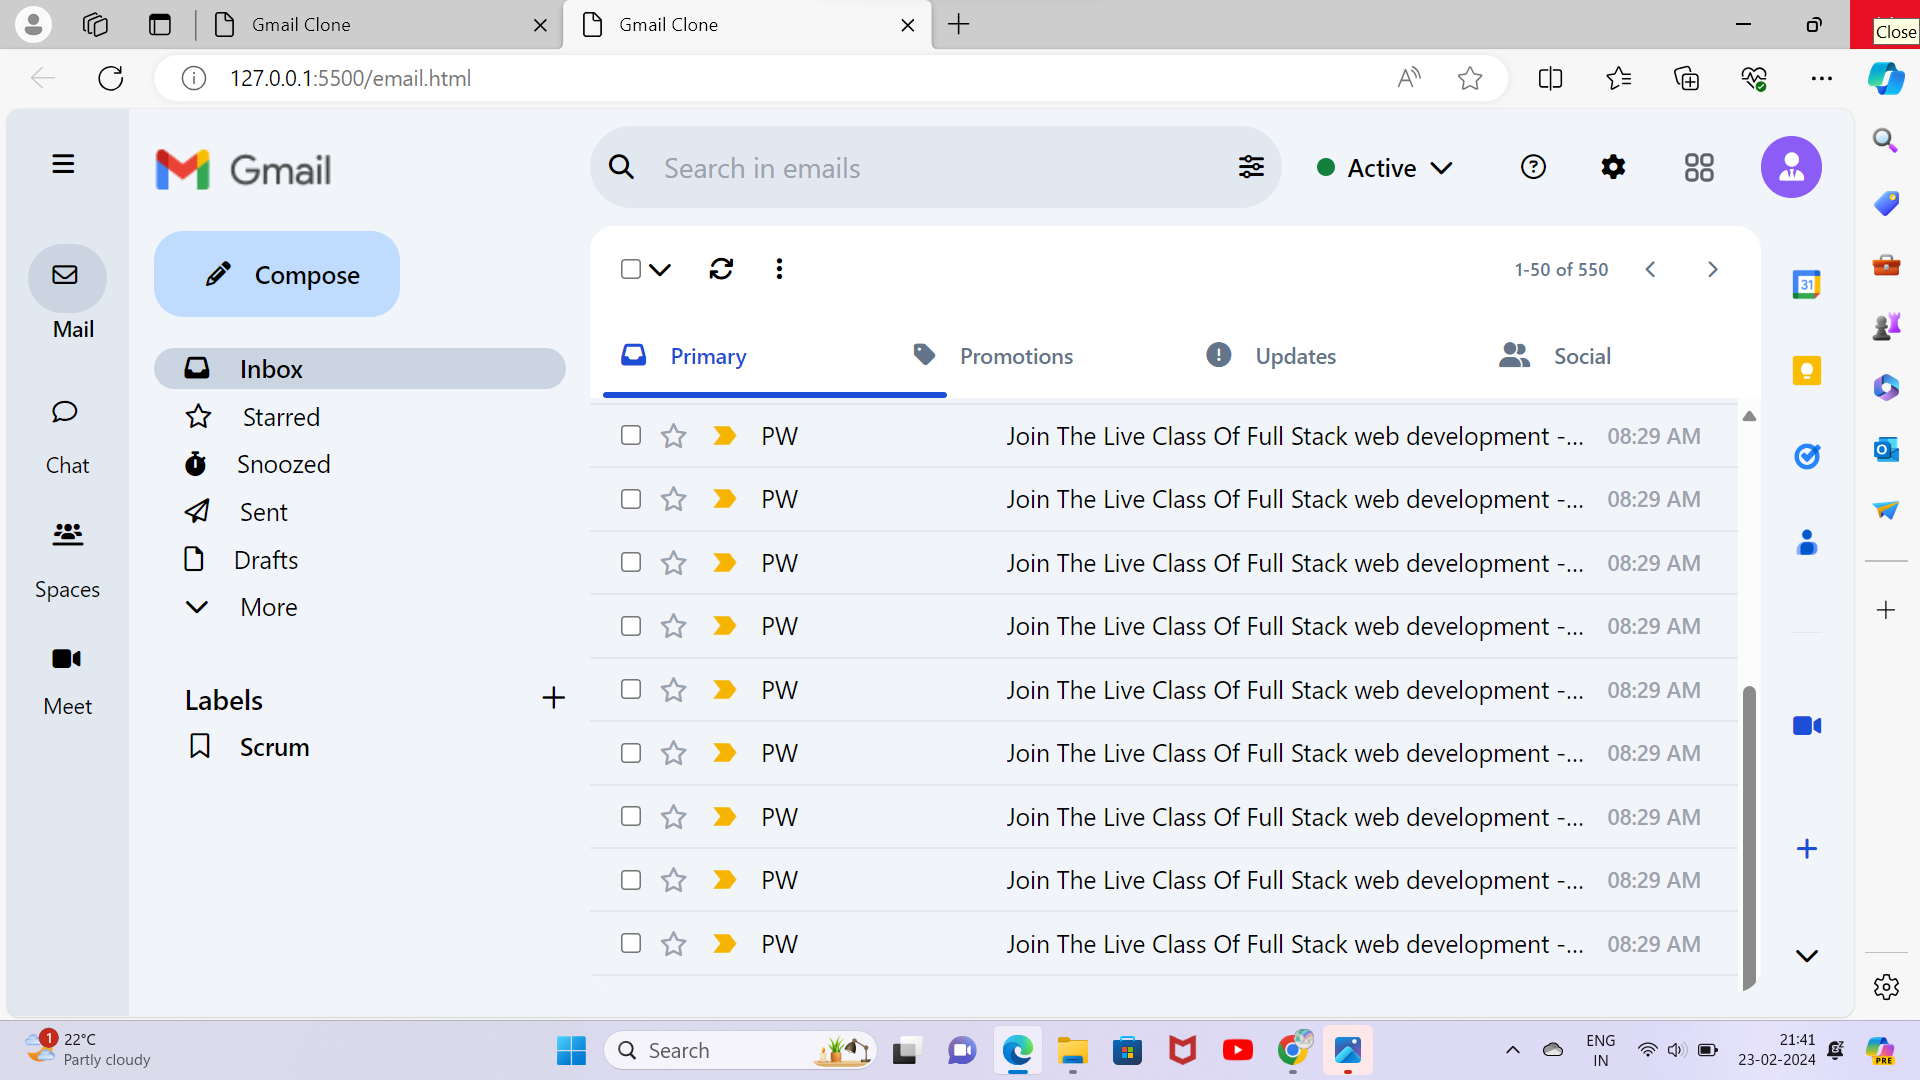 Gmail Clone
Gmail Clone
Close
127.0.0.1:5500/email.html
Gmail
Search in emails
Active
Compose
1-50 of 550
Mail
Primary
Promotions
Updates
Social
Inbox
Starred
Snoozed
Sent
Drafts
More
Chat
Spaces
Meet
Labels
Scrum
PW Join The Live Class Of Full Stack web development -... 08:29 AM
PW Join The Live Class Of Full Stack web development -... 08:29 AM
PW Join The Live Class Of Full Stack web development -... 08:29 AM
PW Join The Live Class Of Full Stack web development -... 08:29 AM
PW Join The Live Class Of Full Stack web development -... 08:29 AM
PW Join The Live Class Of Full Stack web development -... 08:29 AM
PW Join The Live Class Of Full Stack web development -... 08:29 AM
PW Join The Live Class Of Full Stack web development -... 08:29 AM
PW Join The Live Class Of Full Stack web development -... 08:29 AM
31
1
22°C
Partly cloudy
Search
ENG
IN
21:41
23-02-2024
PRE